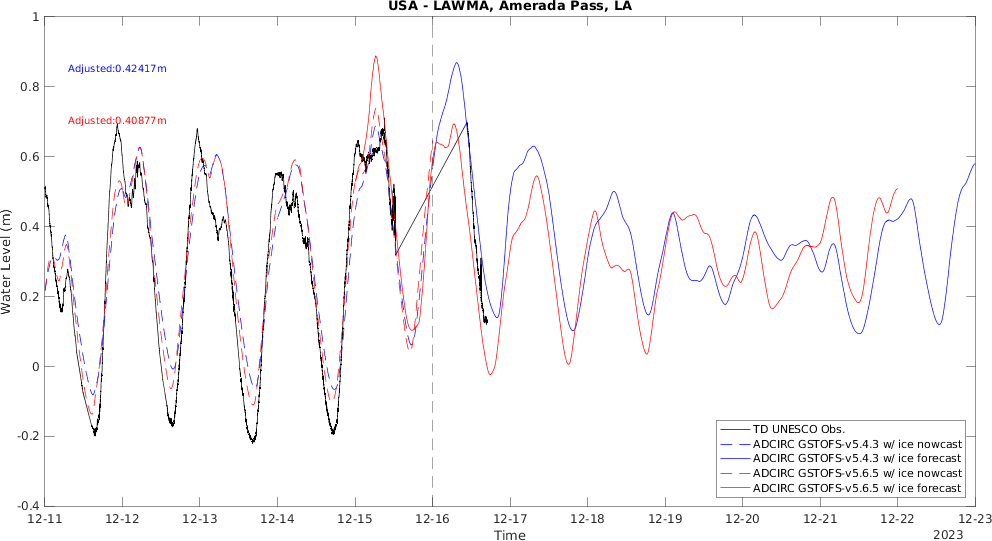 USA - LAWMA, Amerada Pass, LA
Adjusted:0.42417m
Adjusted:0.40877m
Water Level (m)
1
0.8
0.6
0.4
0.2
0
-0.2
-0.4
TD UNESCO Obs.
ADCIRC GSTOFS-v5.4.3 w/ ice nowcast
ADCIRC GSTOFS-v5.4.3 w/ ice forecast
ADCIRC GSTOFS-v5.6.5 w/ ice nowcast
ADCIRC GSTOFS-v5.6.5 w/ ice forecast
12-11 12-12 12-13 12-14 12-15 12-16 12-17 12-18 12-19 12-20 12-21 12-22 12-23
Time
2023